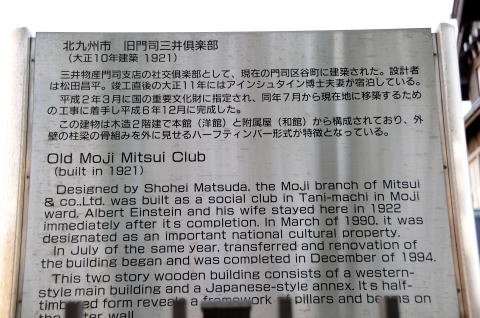 北九州市 旧門司三井倶楽部
(大正10年建築 1921)
三井物産門司支店の社交倶楽部として、現在の門司区谷町に建築された。設計者
は松田昌平。竣工直後の大正11年にはアインシュタイン博士夫妻が宿泊している。
平成2年3月に国の重要文化財に指定され、同年7月から現在地に移築するため
の工事に着手し平成6年12月に完成した。
この建物は木造2階建で本館(洋館)と附属屋(和館)から構成されており、外
壁の柱梁の骨組みを外に見せるハーフティンバー形式が特徴となっている。
Old Moji Mitsui Club
(built in 1921)
Designed by Shohei Matsuda, the Moji branch of Mitsui
& co.,Ltd. was built as a social club in Tani-machi in Moji
ward, Albert Einstein and his wife stayed here in 1922
immediately after its completion. In March of 1990, it was
designated as an important national cultural property.
In July of the same year, transferred and renovation of
the building began and was completed in December of 1994.
This two story wooden building consists of a western-
style main building and a Japanese-style annex. Its half-
timbered form reveals a framework of pillars and beams on
the outer wall.